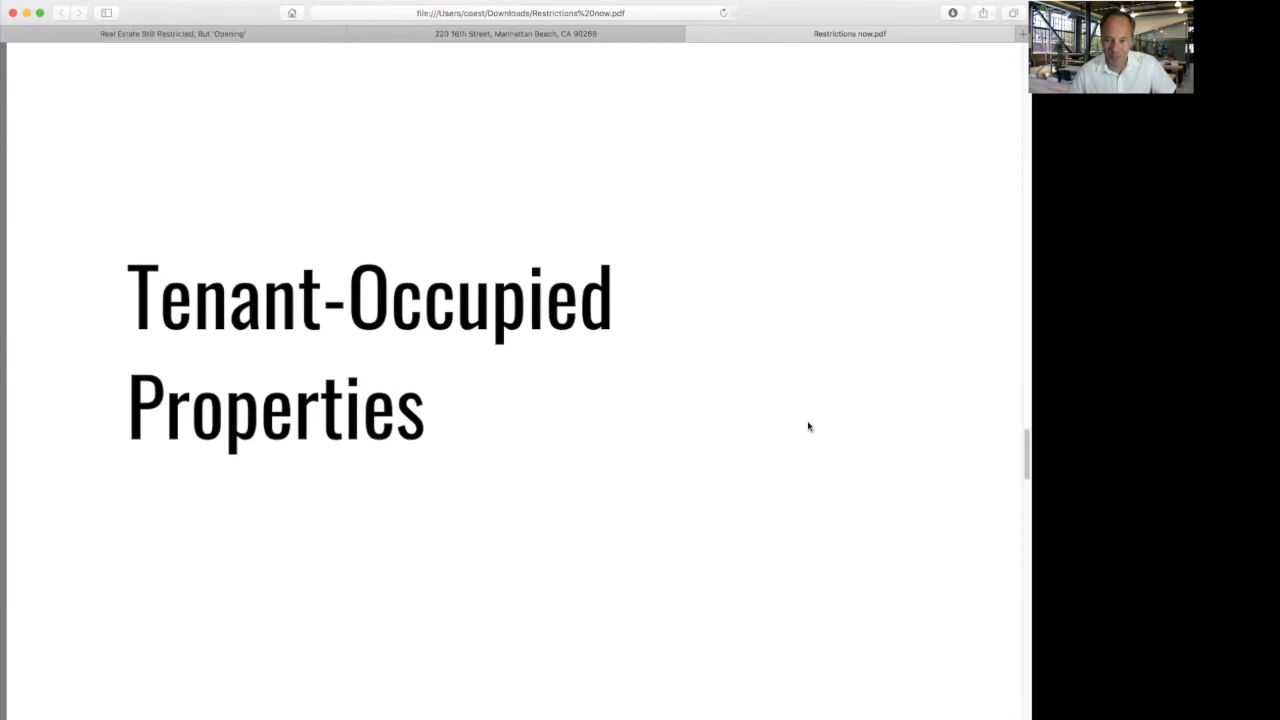 file:///Users/coast/Downloads/Restrictions%20now.pdf
Real Estate Still Restricted, But 'Opening'
220 16th Street, Manhattan Beach, CA 90266
Restrictions now.pdf
Tenant-Occupied
Properties